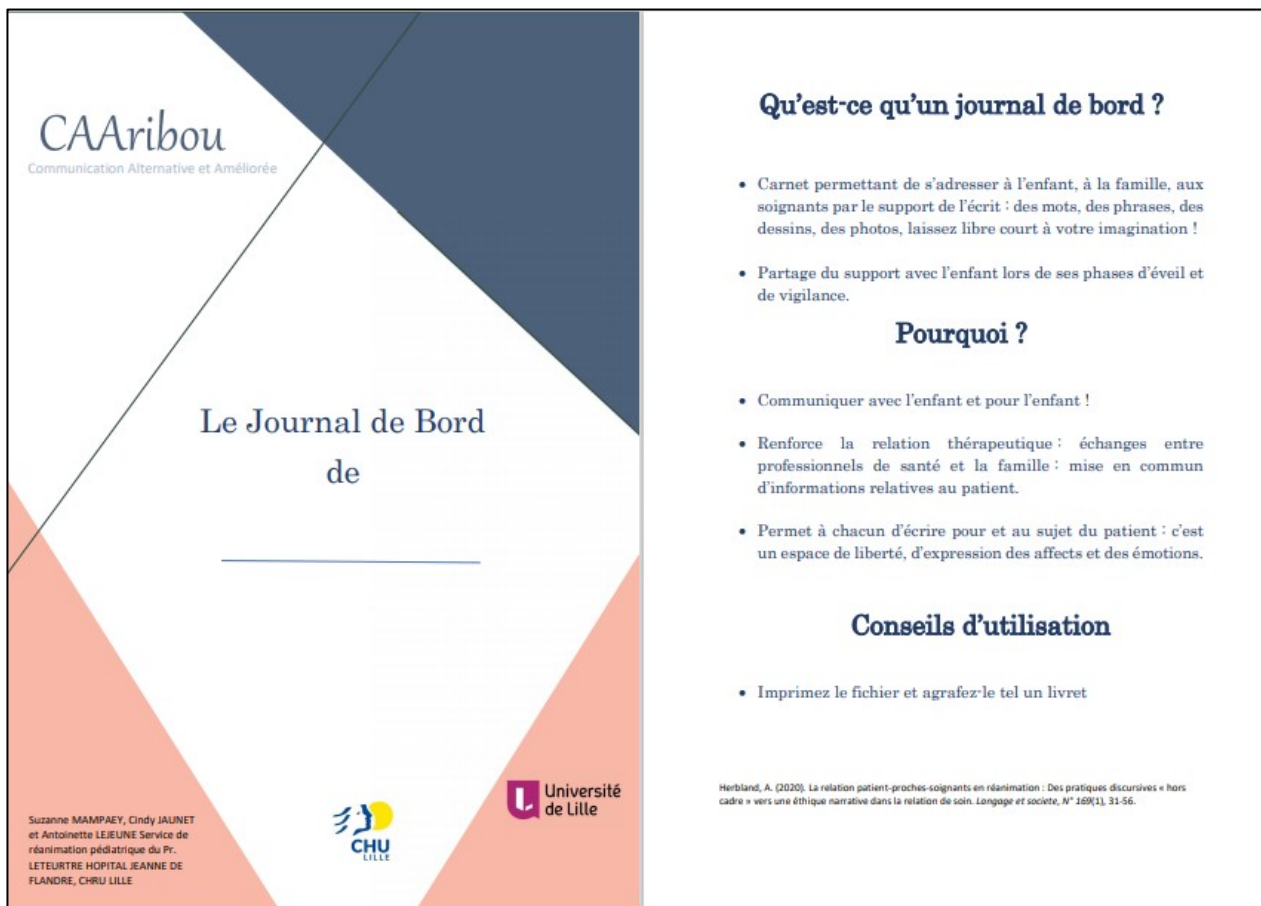 CAAribou
Communication Alternative et Améliorée
Le Journal de Bord
de
Suzanne MAMPAEY, Cindy JAUNET
et Antoinette LEJEUNE Service de
réanimation pédiatrique du Pr.
LETEURTRE HOPITAL JEANNE DE
FLANDRE, CHRU LILLE
CHU
LILLE
Université
de Lille
Qu'est-ce qu'un journal de bord ?
• Carnet permettant de s'adresser à l'enfant, à la famille, aux
soignants par le support de l'écrit : des mots, des phrases, des
dessins, des photos, laissez libre court à votre imagination !
• Partage du support avec l'enfant lors de ses phases d'éveil et
de vigilance.
Pourquoi ?
• Communiquer avec l'enfant et pour l'enfant !
• Renforce la relation thérapeutique : échanges entre
professionnels de santé et la famille : mise en commun
d'informations relatives au patient.
• Permet à chacun d'écrire pour et au sujet du patient : c'est
un espace de liberté, d'expression des affects et des émotions.
Conseils d'utilisation
• Imprimez le fichier et agrafez-le tel un livret
Herbland, A. (2020). La relation patient-proches-soignants en réanimation : Des pratiques discursives « hors
cadre » vers une éthique narrative dans la relation de soin. Langage et societe, N° 169(1), 31-56.